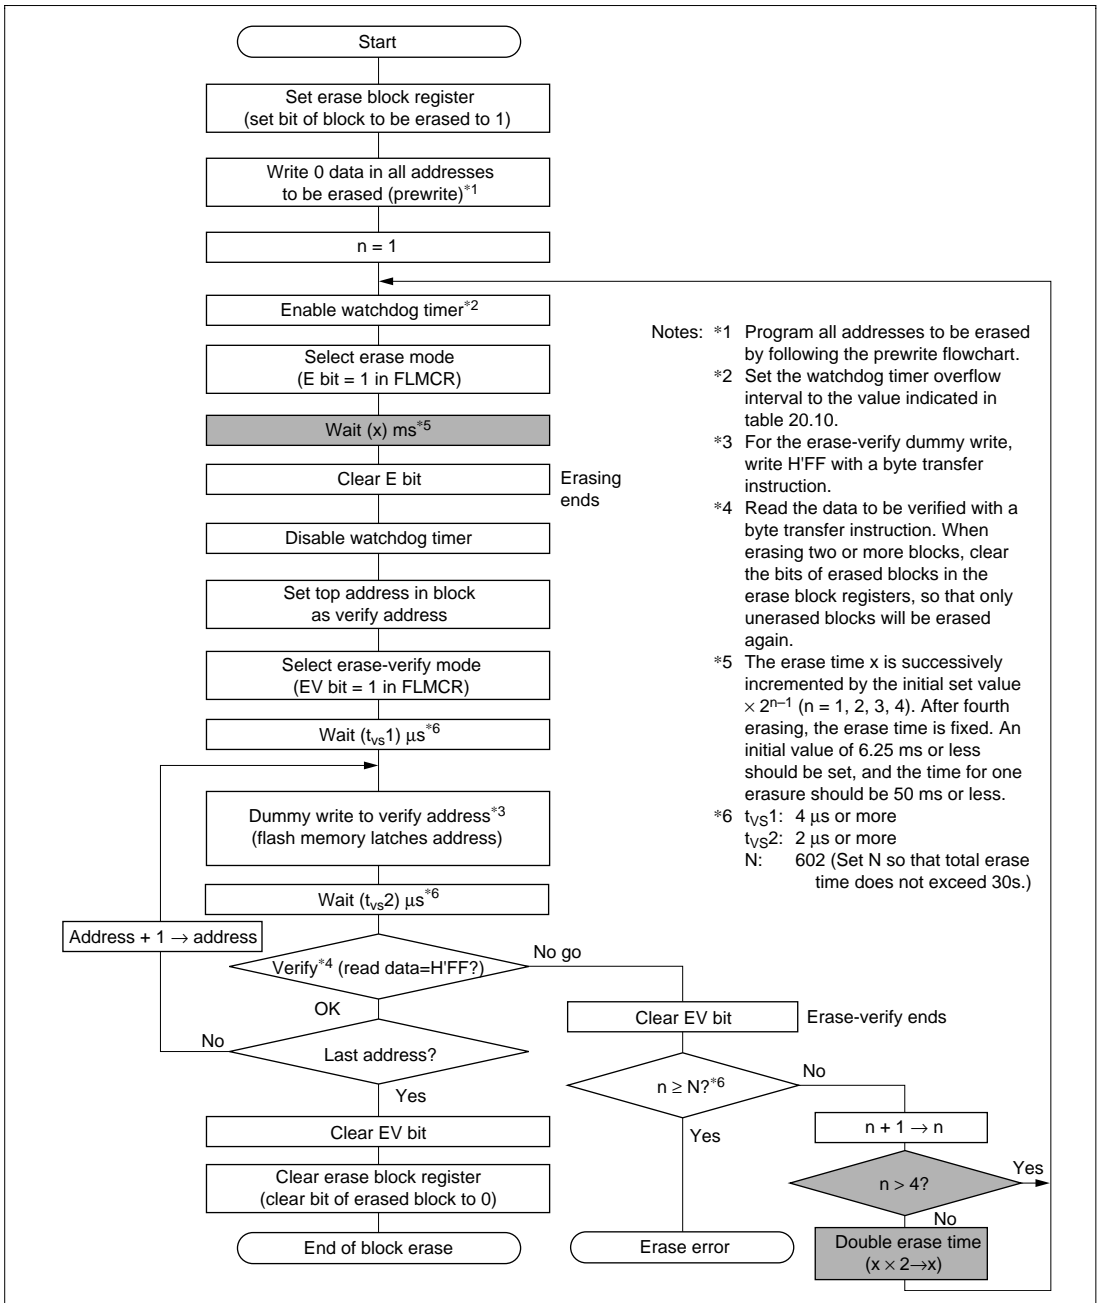 Start
Set erase block register
(set bit of block to be erased to 1)
Write 0 data in all addresses
to be erased (prewrite)*1
n = 1
Enable watchdog timer*2
Select erase mode
(E bit = 1 in FLMCR)
Wait (x) ms*5
Clear E bit
Erasing
ends
Disable watchdog timer
Set top address in block
as verify address
Select erase-verify mode
(EV bit = 1 in FLMCR)
Wait (tvs1) μs*6
Dummy write to verify address*3
(flash memory latches address)
Wait (tvs2) μs*6
Address + 1 → address
Verify*4 (read data=H'FF?)
No go
OK
Last address?
No
Yes
Clear EV bit
Clear erase block register
(clear bit of erased block to 0)
End of block erase
Clear EV bit
Erase-verify ends
n ≥ N?*6
No
Yes
Erase error
n + 1 → n
n > 4?
Yes
No
Double erase time
(x × 2→x)
Notes: *1 Program all addresses to be erased
by following the prewrite flowchart.
*2 Set the watchdog timer overflow
interval to the value indicated in
table 20.10.
*3 For the erase-verify dummy write,
write H'FF with a byte transfer
instruction.
*4 Read the data to be verified with a
byte transfer instruction. When
erasing two or more blocks, clear
the bits of erased blocks in the
erase block registers, so that only
unerased blocks will be erased
again.
*5 The erase time x is successively
incremented by the initial set value
× 2n–1 (n = 1, 2, 3, 4). After fourth
erasing, the erase time is fixed. An
initial value of 6.25 ms or less
should be set, and the time for one
erasure should be 50 ms or less.
*6 tVS1: 4 μs or more
tVS2: 2 μs or more
N: 602 (Set N so that total erase
time does not exceed 30s.)